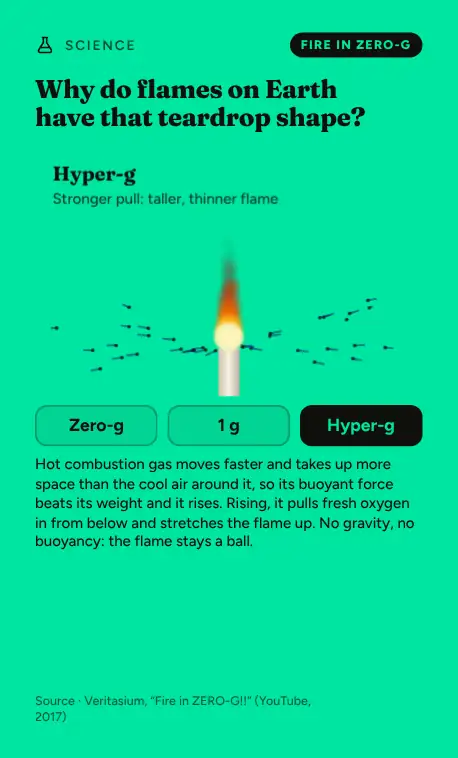 SCIENCE
FIRE IN ZERO-G
Why do flames on Earth
have that teardrop shape?
Hyper-g
Stronger pull: taller, thinner flame
Zero-g
1 g
Hyper-g
Hot combustion gas moves faster and takes up more
space than the cool air around it, so its buoyant force
beats its weight and it rises. Rising, it pulls fresh oxygen
in from below and stretches the flame up. No gravity, no
buoyancy: the flame stays a ball.
Source · Veritasium, “Fire in ZERO-G!!” (YouTube,
2017)